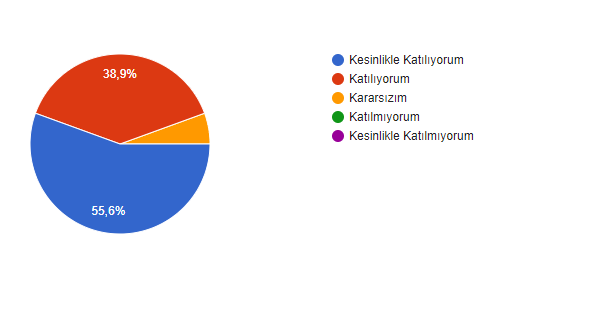 38,9%
55,6%
Kesinlikle Katılıyorum
Katılıyorum
Kararsızım
Katılmıyorum
Kesinlikle Katılmıyorum